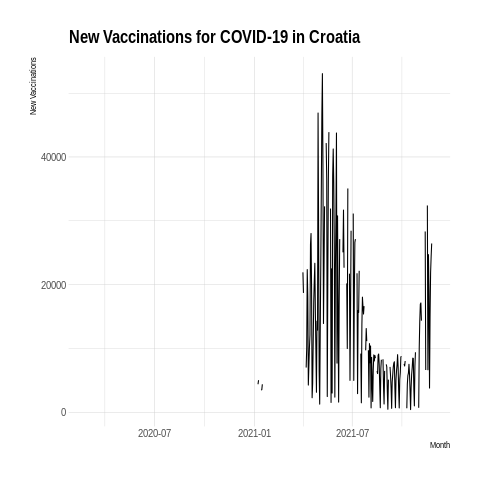 New Vaccinations for COVID-19 in Croatia
New Vaccinations
40000
20000
0
2020-07 2021-01 2021-07
Month